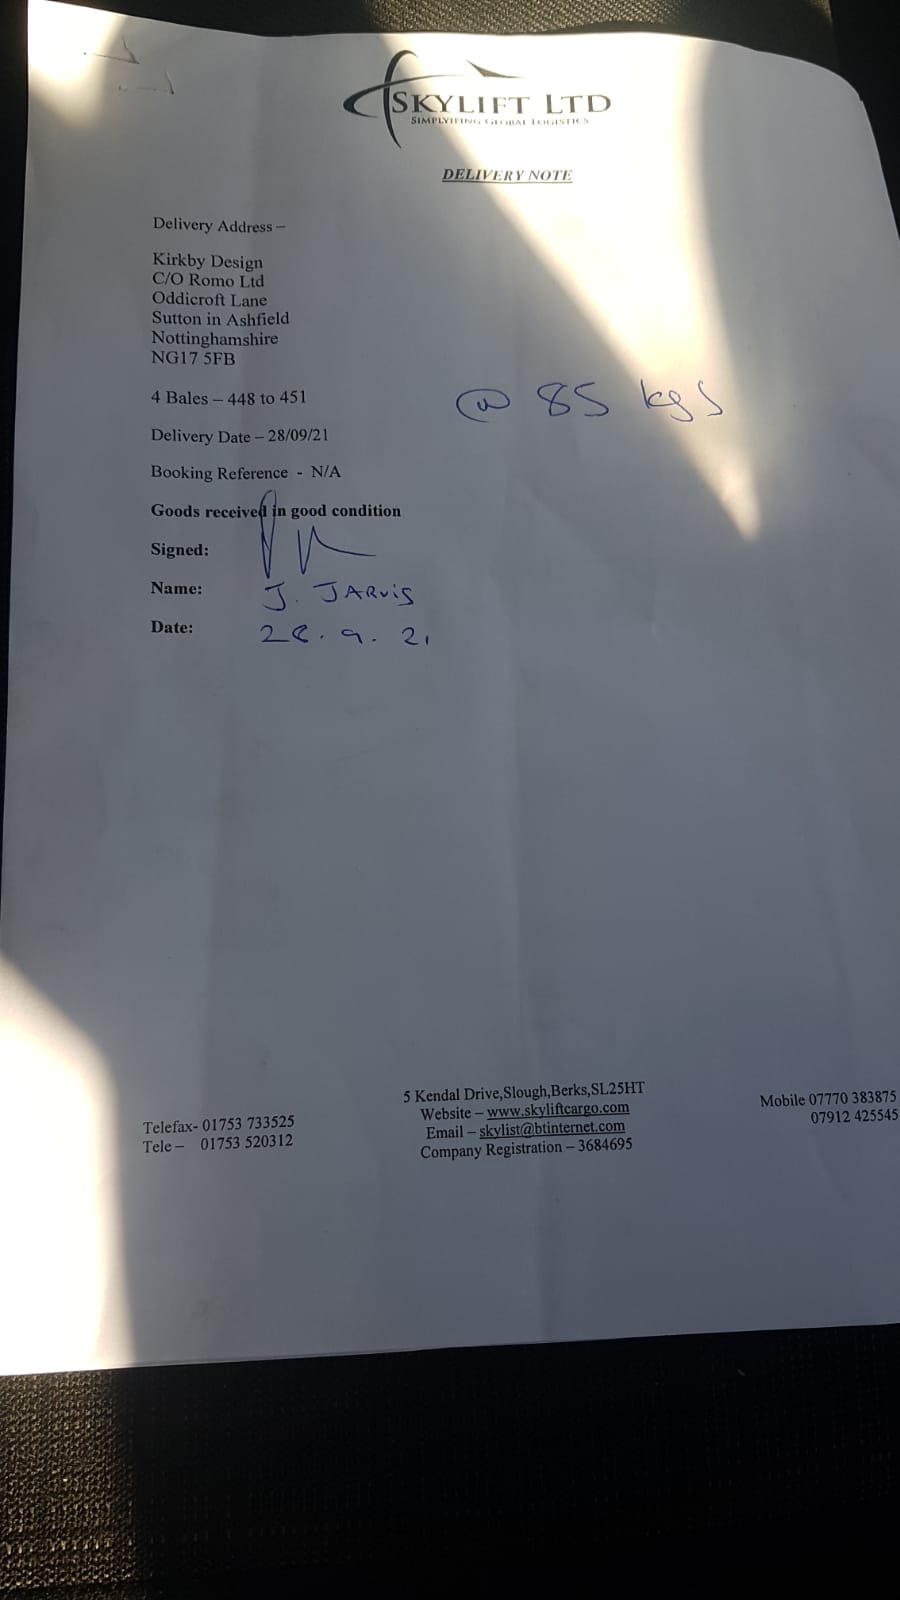 SKYLIFT LTD
SIMPLYIFING GLOBAL LOGISTICS
DELIVERY NOTE
Delivery Address –
Kirkby Design
C/O Romo Ltd
Oddicroft Lane
Sutton in Ashfield
Nottinghamshire
NG17 5FB
4 Bales – 448 to 451 @ 85 kgs
Delivery Date – 28/09/21
Booking Reference - N/A
Goods received in good condition
Signed:
Name: J. JARVIS
Date: 28.9.21
5 Kendal Drive,Slough,Berks,SL25HT
Telefax- 01753 733525 Website – www.skyliftcargo.com Mobile 07770 383875
Tele – 01753 520312 Email – skylist@btinternet.com 07912 425545
Company Registration – 3684695